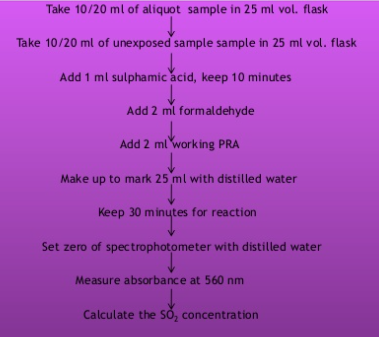 Take 10/20 ml of aliquot sample in 25 ml vol. flask
Take 10/20 ml of unexposed sample sample in 25 ml vol. flask
Add 1 ml sulphamic acid, keep 10 minutes
Add 2 ml formaldehyde
Add 2 ml working PRA
Make up to mark 25 ml with distilled water
Keep 30 minutes for reaction
Set zero of spectrophotometer with distilled water
Measure absorbance at 560 nm
Calculate the SO₂ concentration